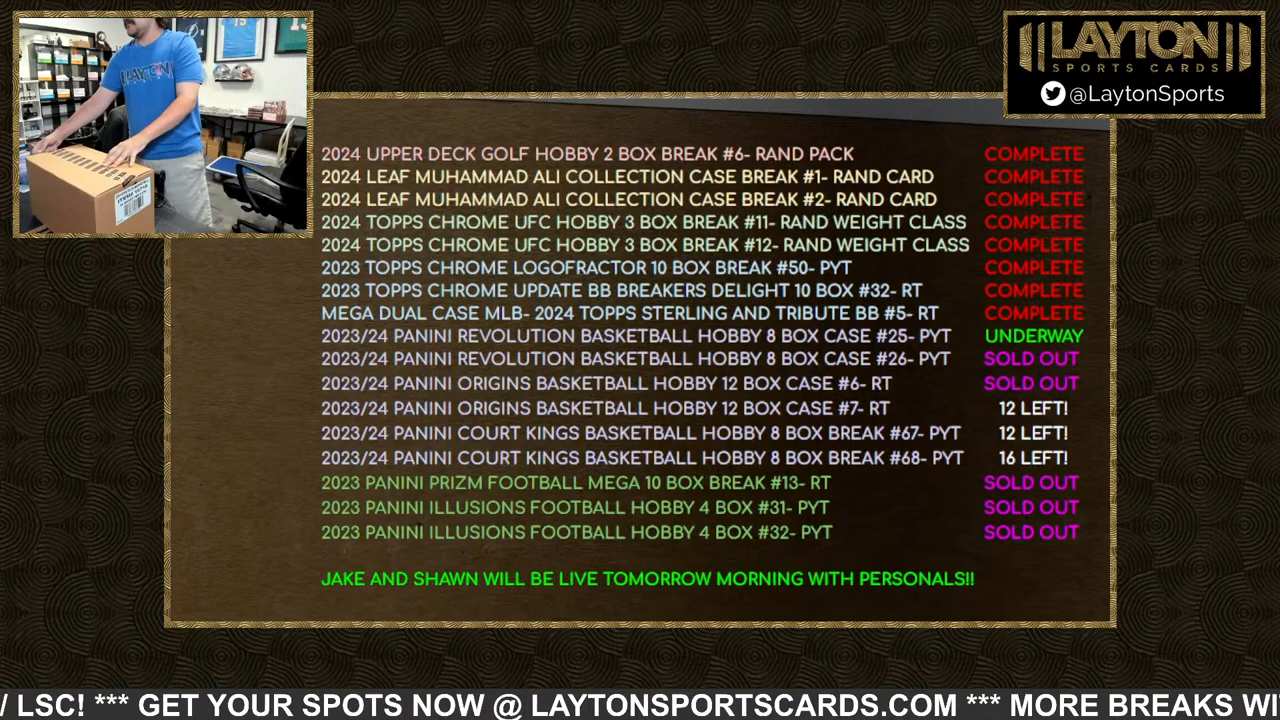 LAYTON
SPORTS CARDS
@LaytonSports
2024 UPPER DECK GOLF HOBBY 2 BOX BREAK #6- RAND PACK COMPLETE
2024 LEAF MUHAMMAD ALI COLLECTION CASE BREAK #1- RAND CARD COMPLETE
2024 LEAF MUHAMMAD ALI COLLECTION CASE BREAK #2- RAND CARD COMPLETE
2024 TOPPS CHROME UFC HOBBY 3 BOX BREAK #11- RAND WEIGHT CLASS COMPLETE
2024 TOPPS CHROME UFC HOBBY 3 BOX BREAK #12- RAND WEIGHT CLASS COMPLETE
2023 TOPPS CHROME LOGOFRACTOR 10 BOX BREAK #50- PYT COMPLETE
2023 TOPPS CHROME UPDATE BB BREAKERS DELIGHT 10 BOX #32- RT COMPLETE
MEGA DUAL CASE MLB- 2024 TOPPS STERLING AND TRIBUTE BB #5- RT COMPLETE
2023/24 PANINI REVOLUTION BASKETBALL HOBBY 8 BOX CASE #25- PYT UNDERWAY
2023/24 PANINI REVOLUTION BASKETBALL HOBBY 8 BOX CASE #26- PYT SOLD OUT
2023/24 PANINI ORIGINS BASKETBALL HOBBY 12 BOX CASE #6- RT SOLD OUT
2023/24 PANINI ORIGINS BASKETBALL HOBBY 12 BOX CASE #7- RT 12 LEFT!
2023/24 PANINI COURT KINGS BASKETBALL HOBBY 8 BOX BREAK #67- PYT 12 LEFT!
2023/24 PANINI COURT KINGS BASKETBALL HOBBY 8 BOX BREAK #68- PYT 16 LEFT!
2023 PANINI PRIZM FOOTBALL MEGA 10 BOX BREAK #13- RT SOLD OUT
2023 PANINI ILLUSIONS FOOTBALL HOBBY 4 BOX #31- PYT SOLD OUT
2023 PANINI ILLUSIONS FOOTBALL HOBBY 4 BOX #32- PYT SOLD OUT
JAKE AND SHAWN WILL BE LIVE TOMORROW MORNING WITH PERSONALS!!
/ LSC! *** GET YOUR SPOTS NOW @ LAYTONSPORTSCARDS.COM *** MORE BREAKS WI